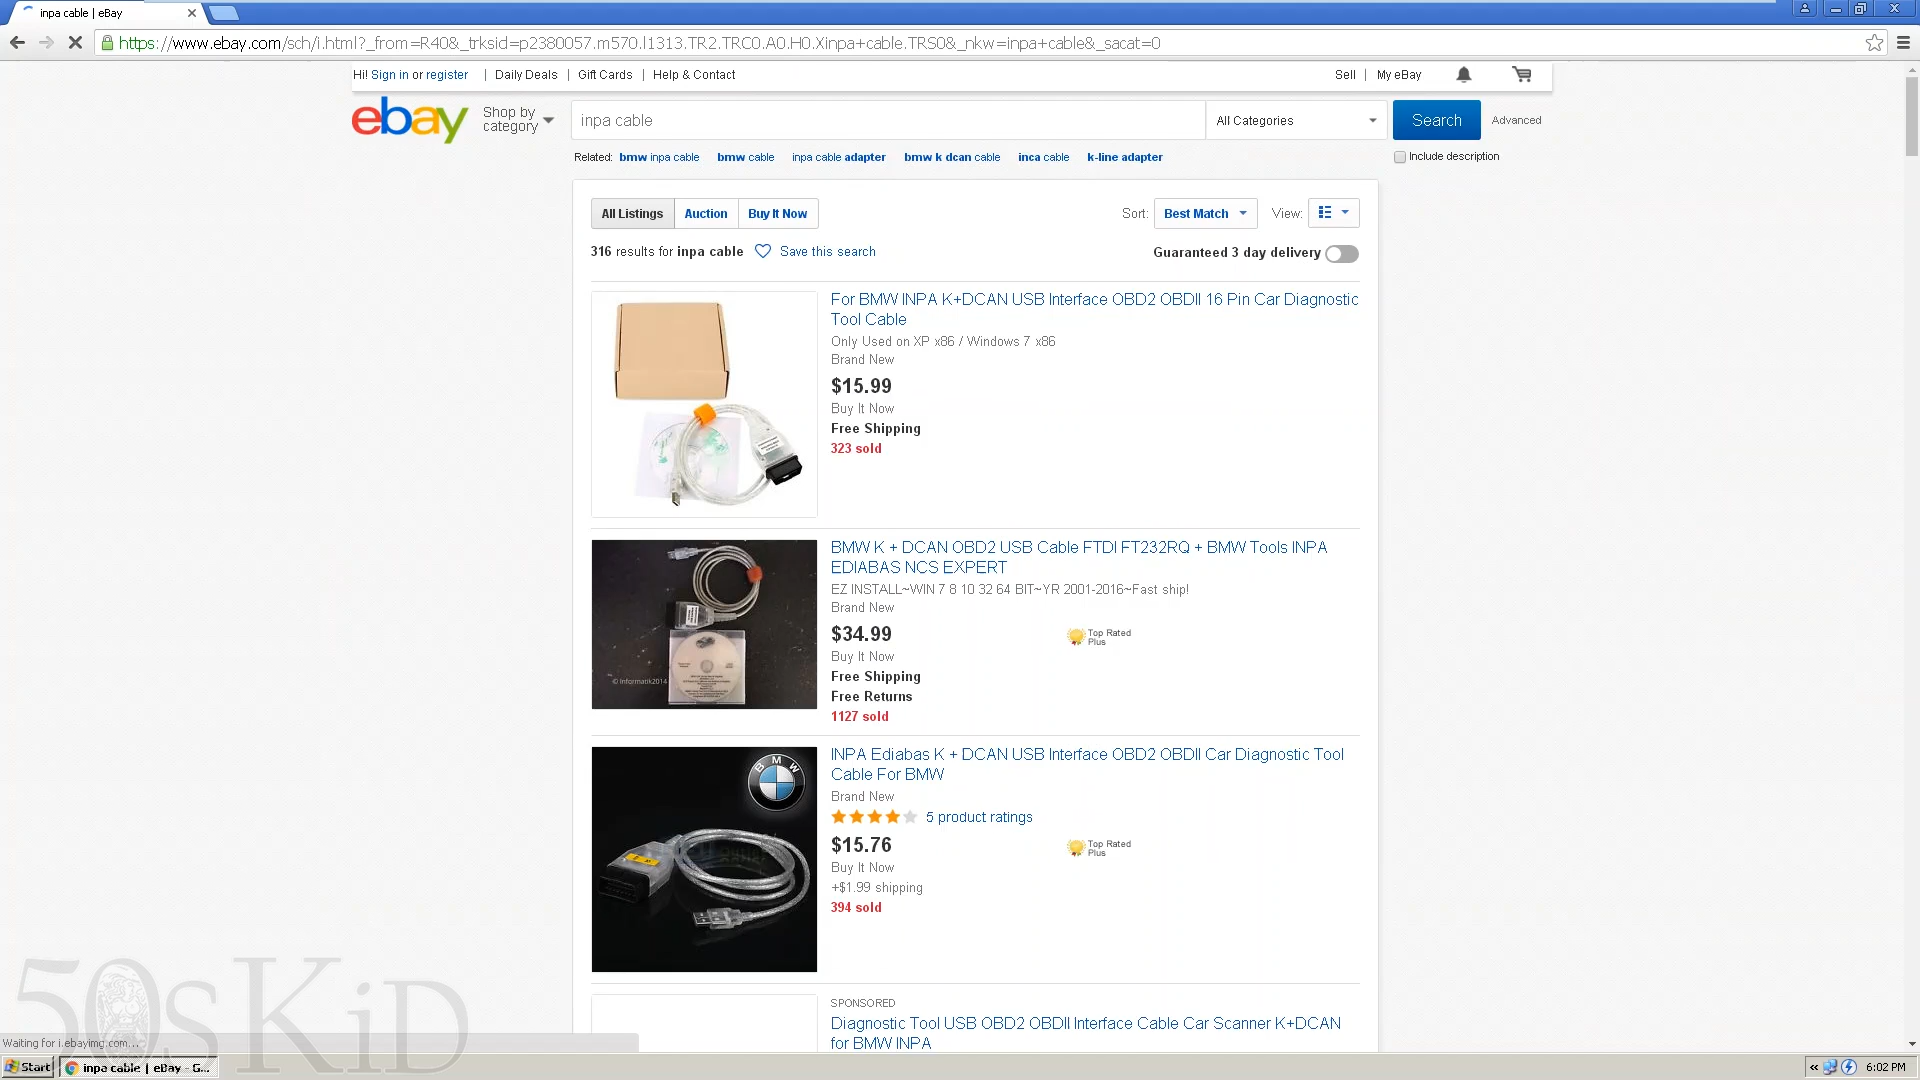 inpa cable | eBay
https://www.ebay.com/sch/i.html?_from=R40&_trksid=p2380057.m570.l1313.TR2.TRC0.A0.H0.Xinpa+cable.TRS0&_nkw=inpa+cable&_sacat=0
Hi! Sign in or register | Daily Deals | Gift Cards | Help & Contact Sell | My eBay
ebay Shop by category inpa cable All Categories Search Advanced
Related: bmw inpa cable bmw cable inpa cable adapter bmw k dcan cable inca cable k-line adapter Include description
All Listings Auction Buy It Now Sort: Best Match View:
316 results for inpa cable Save this search Guaranteed 3 day delivery
For BMW INPA K+DCAN USB Interface OBD2 OBDII 16 Pin Car Diagnostic
Tool Cable
Only Used on XP x86 / Windows 7 x86
Brand New
$15.99
Buy It Now
Free Shipping
323 sold
BMW K + DCAN OBD2 USB Cable FTDI FT232RQ + BMW Tools INPA
EDIABAS NCS EXPERT
EZ INSTALL~WIN 7 8 10 32 64 BIT~YR 2001-2016~Fast ship!
Brand New
$34.99 Top Rated Plus
Buy It Now
Free Shipping
Free Returns
1127 sold
© Informatik2014
INPA Ediabas K + DCAN USB Interface OBD2 OBDII Car Diagnostic Tool
Cable For BMW
Brand New
5 product ratings
$15.76 Top Rated Plus
Buy It Now
+$1.99 shipping
394 sold
BMW
SPONSORED
Diagnostic Tool USB OBD2 OBDII Interface Cable Car Scanner K+DCAN
for BMW INPA
50sKiD
Waiting for i.ebayimg.com...
Start inpa cable | eBay - G... « 6:02 PM